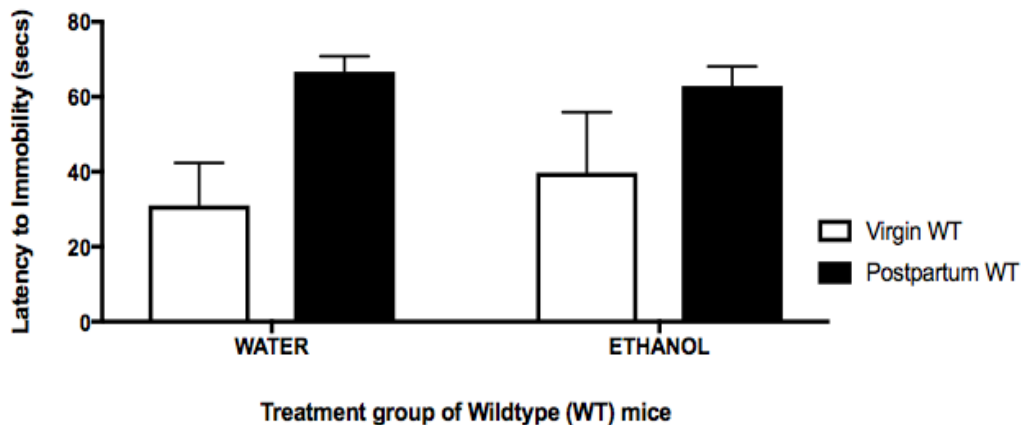 Latency to Immobility (secs)
80
60
40
20
0
WATER
ETHANOL
Virgin WT
Postpartum WT
Treatment group of Wildtype (WT) mice